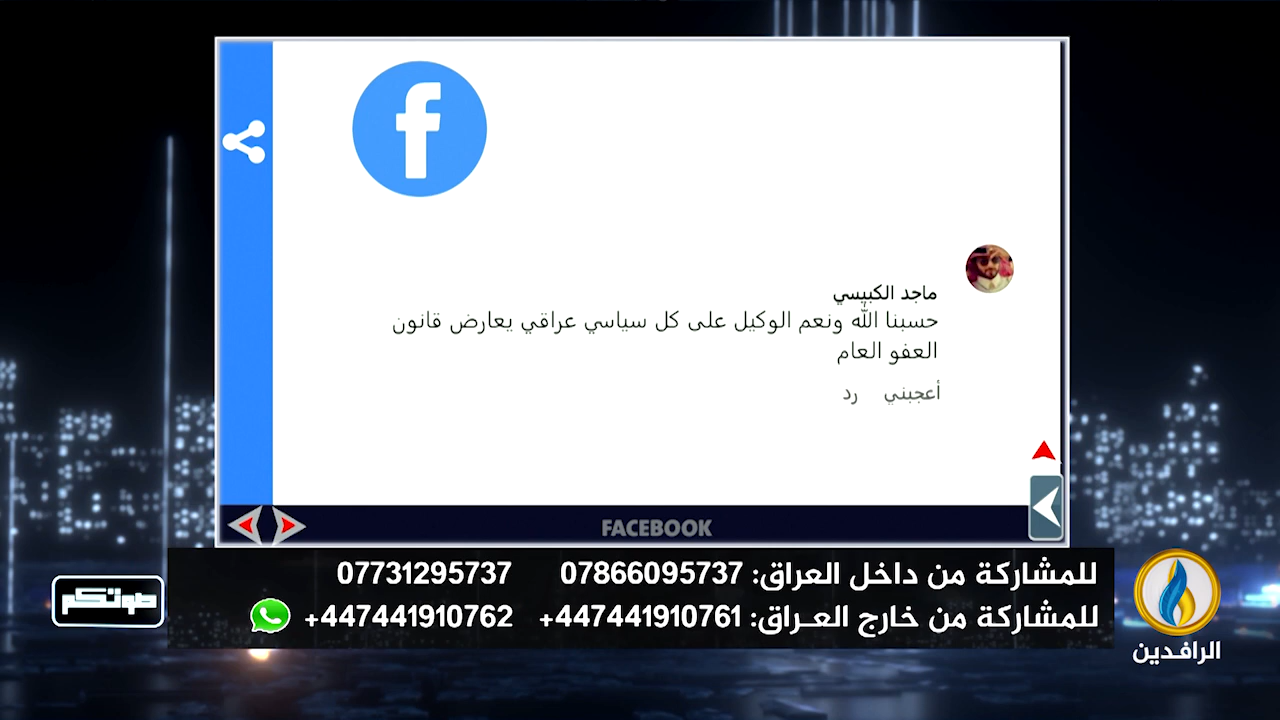 ماجد الكبيسي
حسبنا الله ونعم الوكيل على كل سياسي عراقي يعارض قانون
العفو العام
أعجبني رد
FACEBOOK
للمشاركة من داخل العراق: 07866095737 07731295737
للمشاركة من خارج العـراق: 447441910761+ 447441910762+
صوتكم
الرافدين